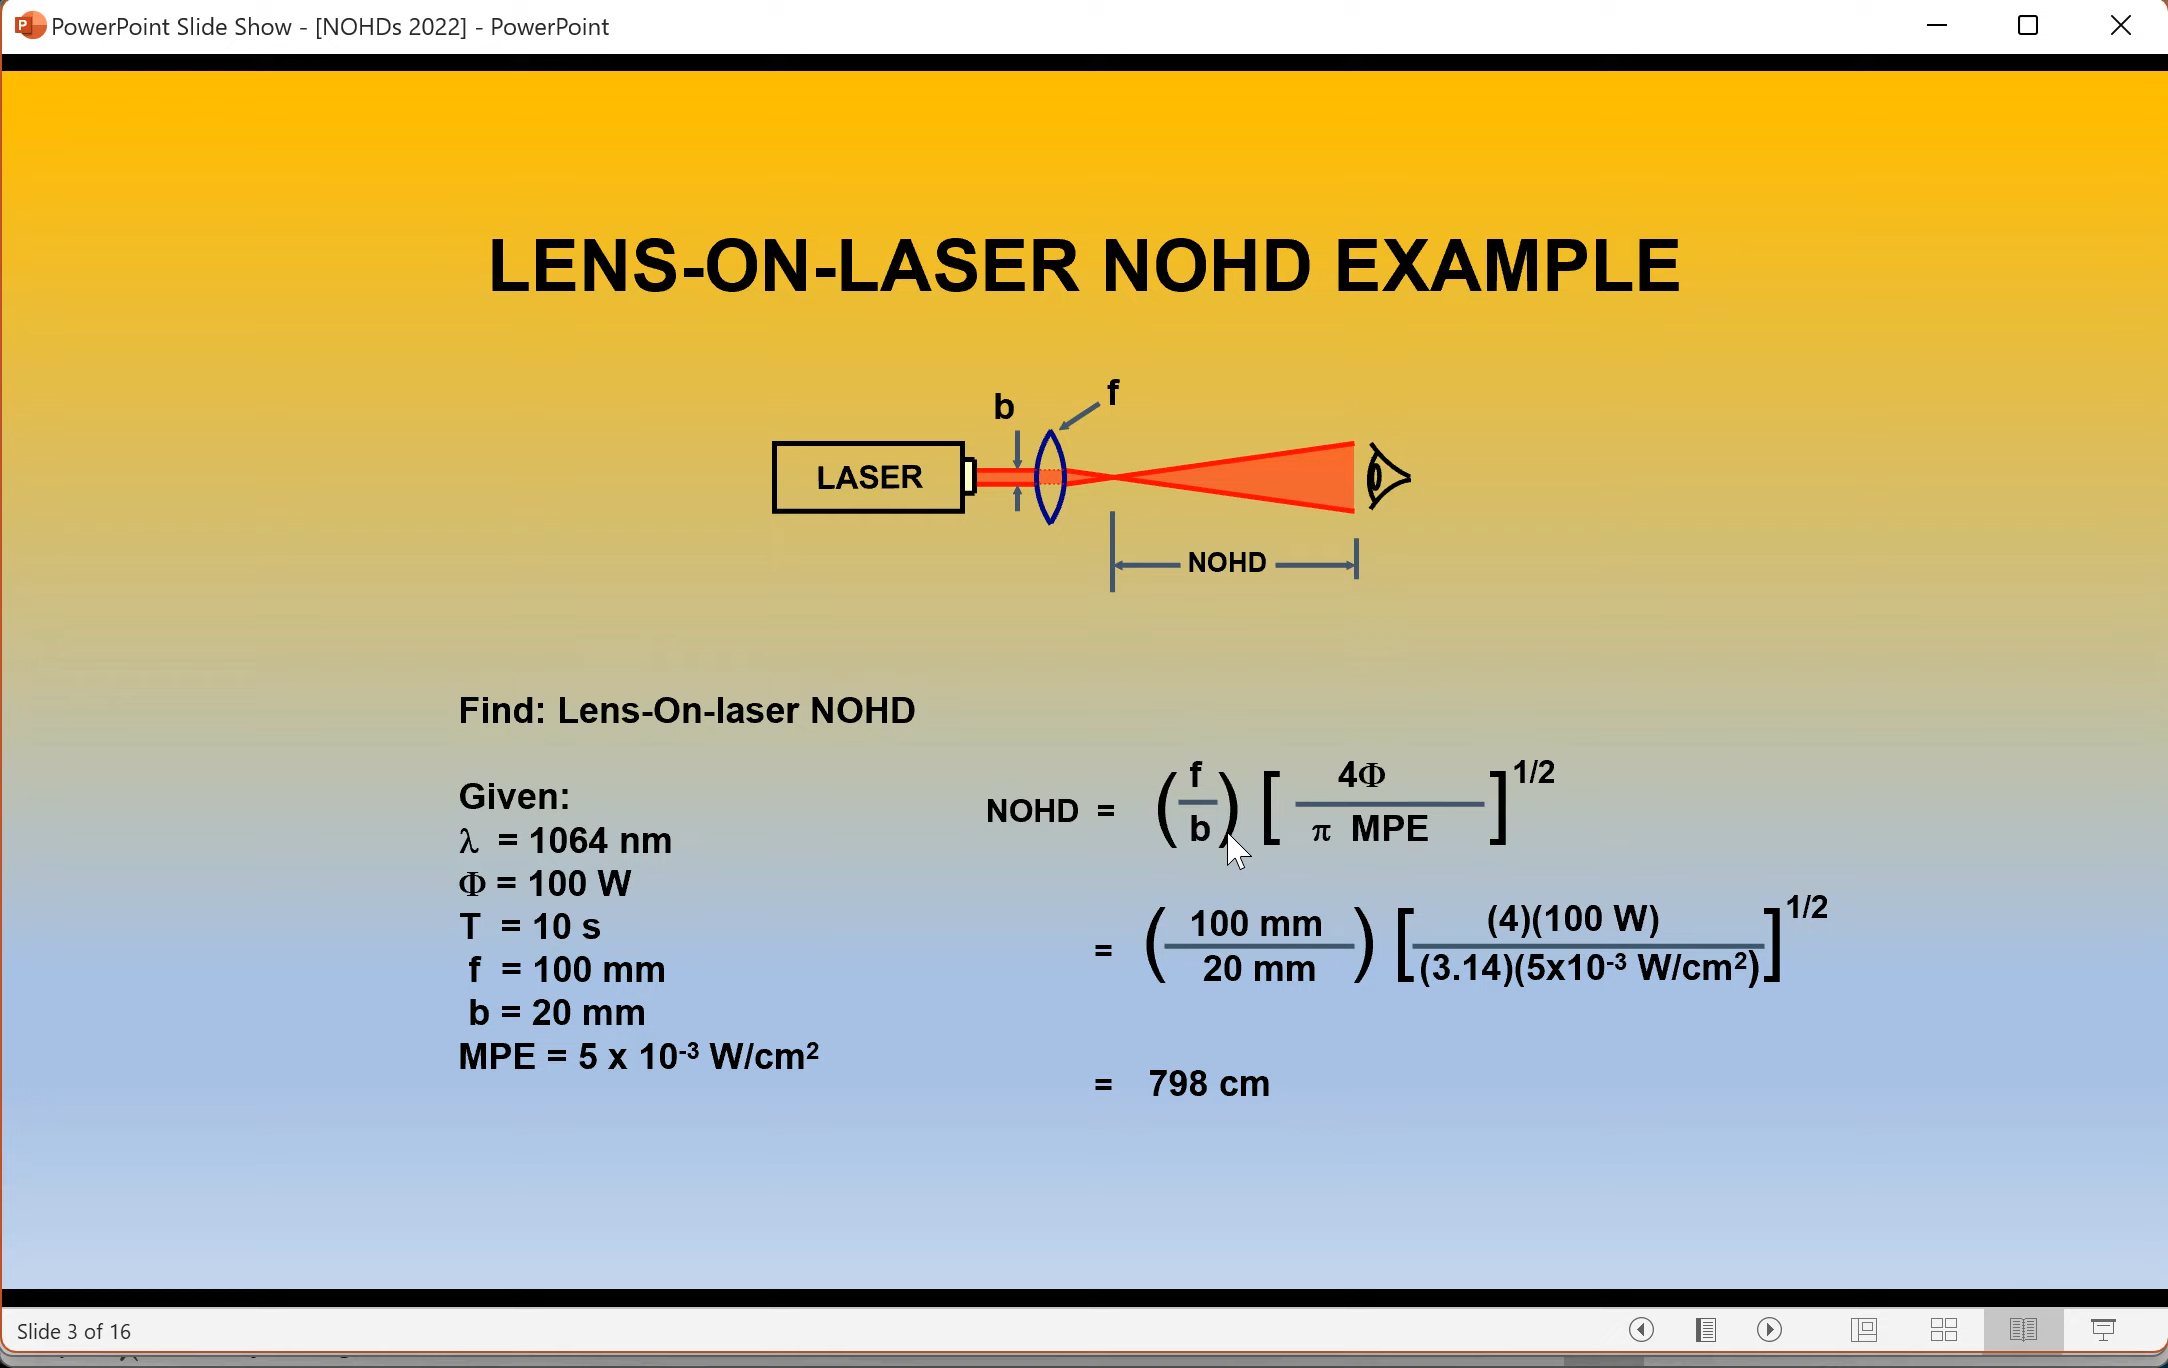 PowerPoint Slide Show - [NOHDs 2022] - PowerPoint
LENS-ON-LASER NOHD EXAMPLE
b
f
LASER
NOHD
Find: Lens-On-laser NOHD
Given:
λ = 1064 nm
Φ = 100 W
T = 10 s
f = 100 mm
b = 20 mm
MPE = 5 x 10⁻³ W/cm²
NOHD = (f/b) [4Φ / π MPE]^1/2
= (100 mm / 20 mm) [(4)(100 W) / (3.14)(5x10⁻³ W/cm²)]^1/2
= 798 cm
Slide 3 of 16